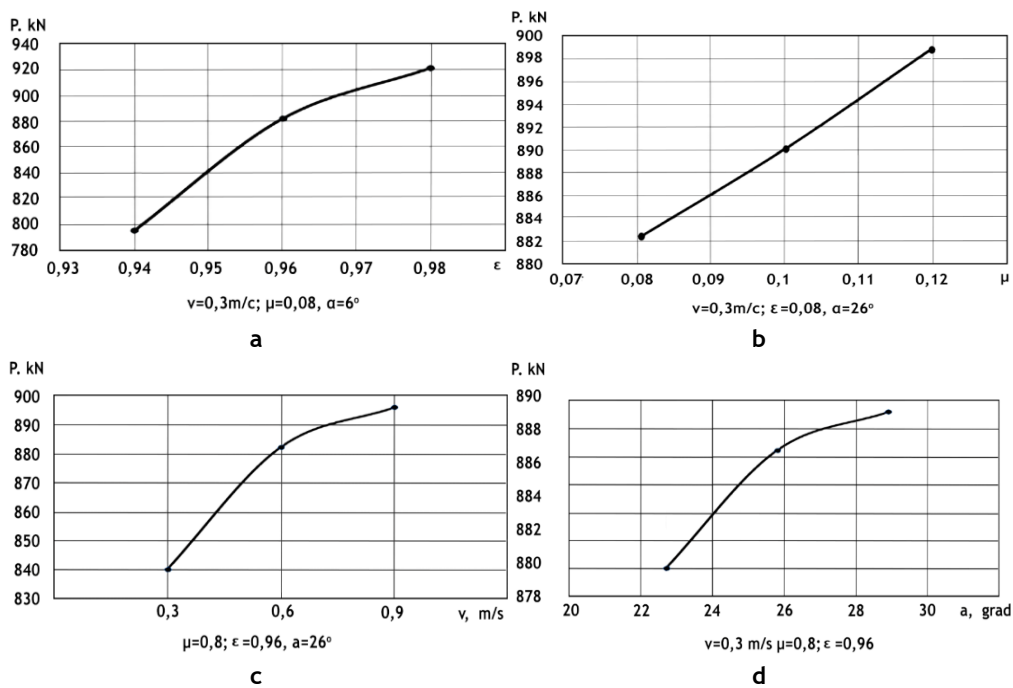 P. kN
940
920
900
880
860
840
820
800
780
0,93 0,94 0,95 0,96 0,97 0,98 ε
v=0,3m/c; μ=0,08, α=6°
a
P. kN
900
898
896
894
892
890
888
886
884
882
880
0,07 0,08 0,09 0,1 0,11 0,12 μ
v=0,3m/c; ε=0,08, α=26°
b
P. kN
900
890
880
870
860
850
840
830
0,3 0,6 0,9 v, m/s
μ=0,8; ε=0,96, a=26°
c
P. kN
890
888
886
884
882
880
878
20 22 24 26 28 30 a, grad
v=0,3 m/s μ=0,8; ε=0,96
d